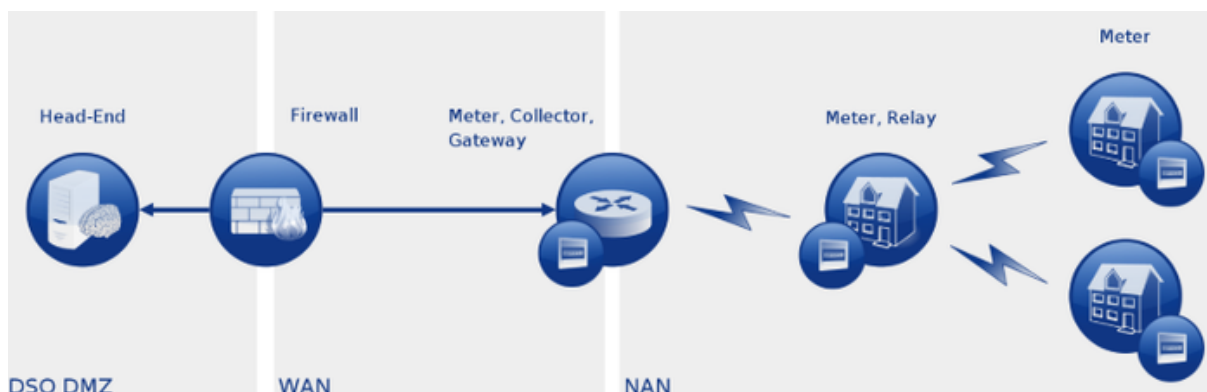 Meter
Head-End
Firewall
Meter, Collector,
Gateway
Meter, Relay
DSO DMZ
WAN
NAN